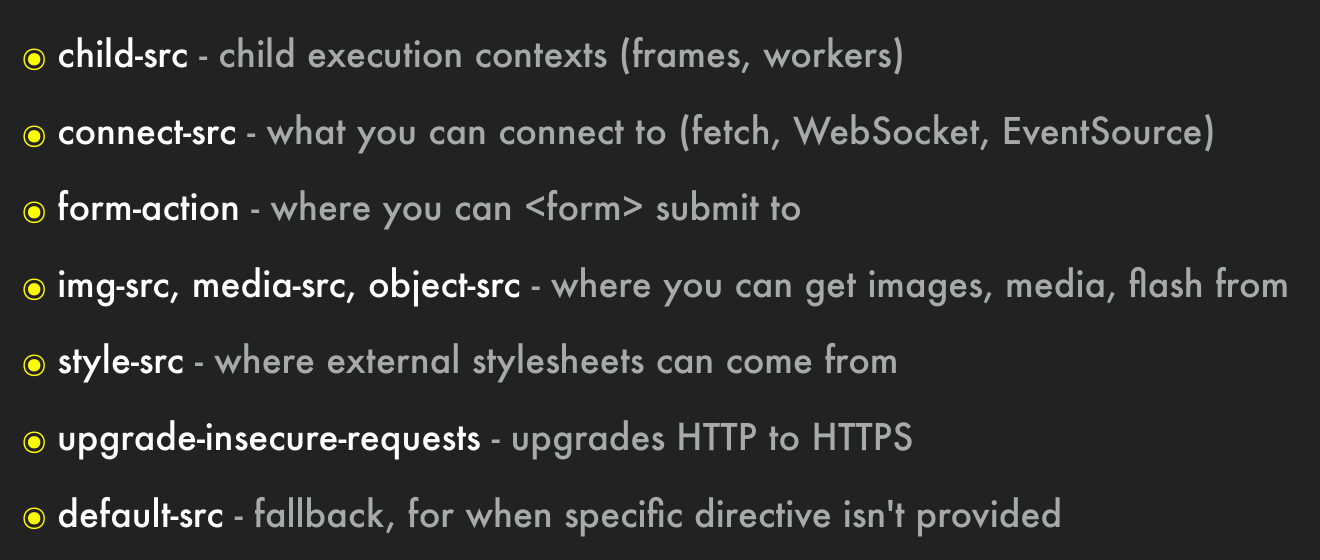 ◉ child-src - child execution contexts (frames, workers)
◉ connect-src - what you can connect to (fetch, WebSocket, EventSource)
◉ form-action - where you can <form> submit to
◉ img-src, media-src, object-src - where you can get images, media, flash from
◉ style-src - where external stylesheets can come from
◉ upgrade-insecure-requests - upgrades HTTP to HTTPS
◉ default-src - fallback, for when specific directive isn't provided